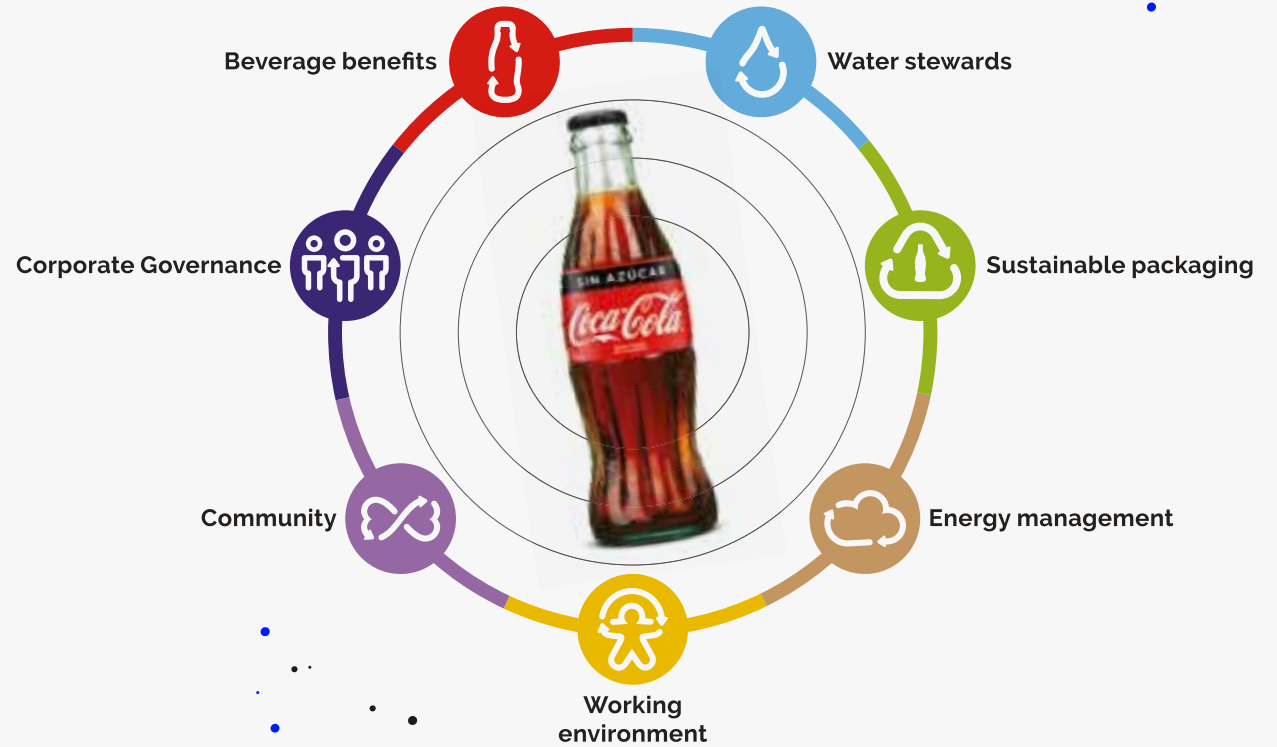 Beverage benefits
Water stewards
Corporate Governance
Sustainable packaging
SIN AZÚCAR
Coca-Cola
Community
Energy management
Working
environment